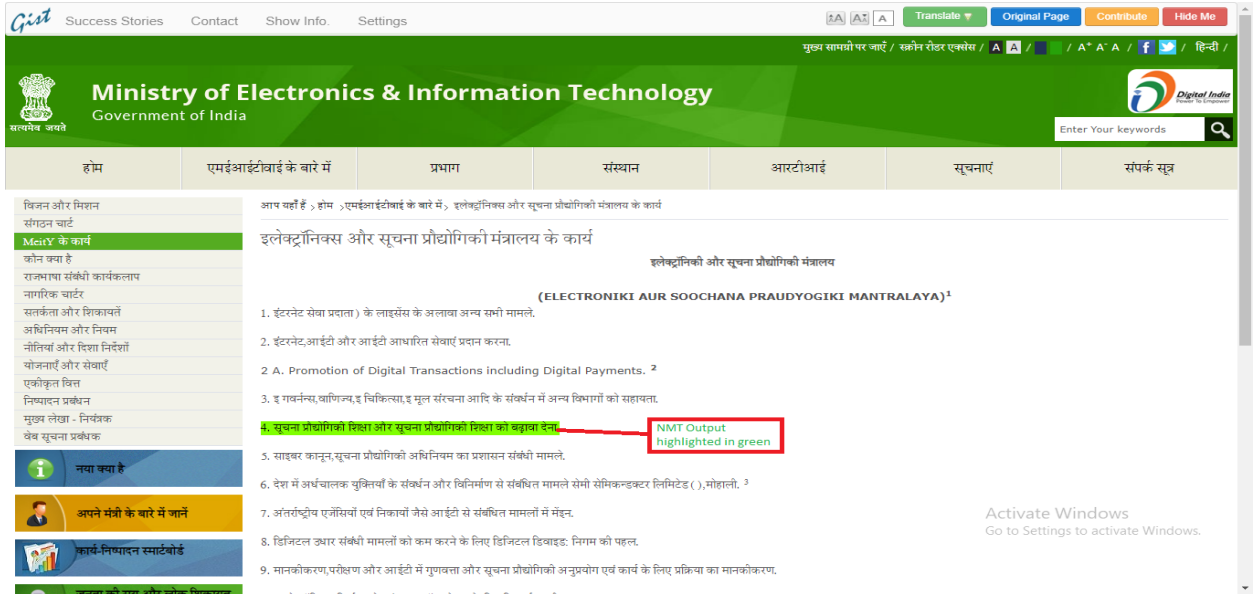 Gist Success Stories Contact Show Info. Settings
Translate Original Page Contribute Hide Me
मुख्य सामग्री पर जाएँ / स्क्रीन रीडर एक्सेस / A A / / A+ A- A / f / हिन्दी /
Ministry of Electronics & Information Technology
Government of India
सत्यमेव जयते
Digital India
Power To Empower
Enter Your keywords
होम एमईआईटीवाई के बारे में प्रभाग संस्थान आरटीआई सूचनाएं संपर्क सूत्र
विजन और मिशन
संगठन चार्ट
MeitY के कार्य
कौन क्या है
राजभाषा संबंधी कार्यकलाप
नागरिक चार्टर
सतर्कता और शिकायतें
अधिनियम और नियम
नीतियां और दिशा निर्देशों
योजनाएँ और सेवाएँ
एकीकृत वित्त
निष्पादन प्रबंधन
मुख्य लेखा - नियंत्रक
वेब सूचना प्रबंधक
नया क्या है
अपने मंत्री के बारे में जानें
कार्य-निष्पादन स्मार्टबोर्ड
आप यहाँ हैं › होम ›एमईआईटीवाई के बारे में› इलेक्ट्रॉनिक्स और सूचना प्रौद्योगिकी मंत्रालय के कार्य
इलेक्ट्रॉनिक्स और सूचना प्रौद्योगिकी मंत्रालय के कार्य
इलेक्ट्रॉनिकी और सूचना प्रौद्योगिकी मंत्रालय
(ELECTRONIKI AUR SOOCHANA PRAUDYOGIKI MANTRALAYA)1
1. इंटरनेट सेवा प्रदाता ) के लाइसेंस के अलावा अन्य सभी मामले.
2. इंटरनेट,आईटी और आईटी आधारित सेवाएं प्रदान करना.
2 A. Promotion of Digital Transactions including Digital Payments. 2
3. इ गवर्नन्स,वाणिज्य,इ चिकित्सा,इ मूल संरचना आदि के संवर्धन में अन्य विभागों को सहायता.
4. सूचना प्रौद्योगिकी शिक्षा और सूचना प्रौद्योगिकी शिक्षा को बढ़ावा देना.
NMT Output
highlighted in green
5. साइबर कानून,सूचना प्रौद्योगिकी अधिनियम का प्रशासन संबंधी मामले.
6. देश में अर्धचालक युक्तियाँ के संवर्धन और विनिर्माण से संबंधित मामले सेमी सेमिकन्डक्टर लिमिटेड ( ),मोहाली. 3
7. अंतर्राष्ट्रीय एजेंसियों एवं निकायों जैसे आईटी से संबंधित मामलों में मेंइन.
8. डिजिटल उधार संबंधी मामलों को कम करने के लिए डिजिटल डिवाइड: निगम की पहल.
9. मानकीकरण,परीक्षण और आईटी में गुणवत्ता और सूचना प्रौद्योगिकी अनुप्रयोग एवं कार्य के लिए प्रक्रिया का मानकीकरण.
Activate Windows
Go to Settings to activate Windows.